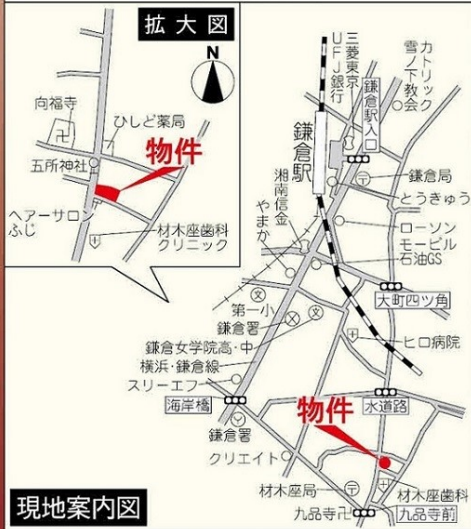 拡大図
N
向福寺
卍
ひしど薬局
物件
五所神社
ヘアーサロン
ふじ
材木座歯科
クリニック
三菱東京
UFJ銀行
カトリック
雪ノ下教会
鎌倉駅入口
鎌倉駅
〒
鎌倉局
とうきゅう
湘南信金
やまか
ローソン
モービル
石油GS
大町四ツ角
文
第一小
鎌倉署
文
鎌倉女学院高・中
ヒロ病院
横浜・鎌倉線
スリーエフ
海岸橋
水道路
物件
鎌倉署
クリエイト
材木座局
〒
材木座歯科
九品寺卍
九品寺前
現地案内図